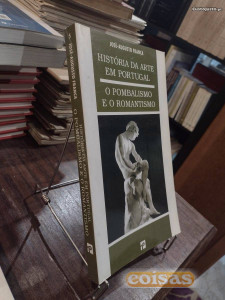 JOSÉ-AUGUSTO FRANÇA
HISTÓRIA DA ARTE
EM PORTUGAL
O POMBALISMO
E O ROMANTISMO
coisas